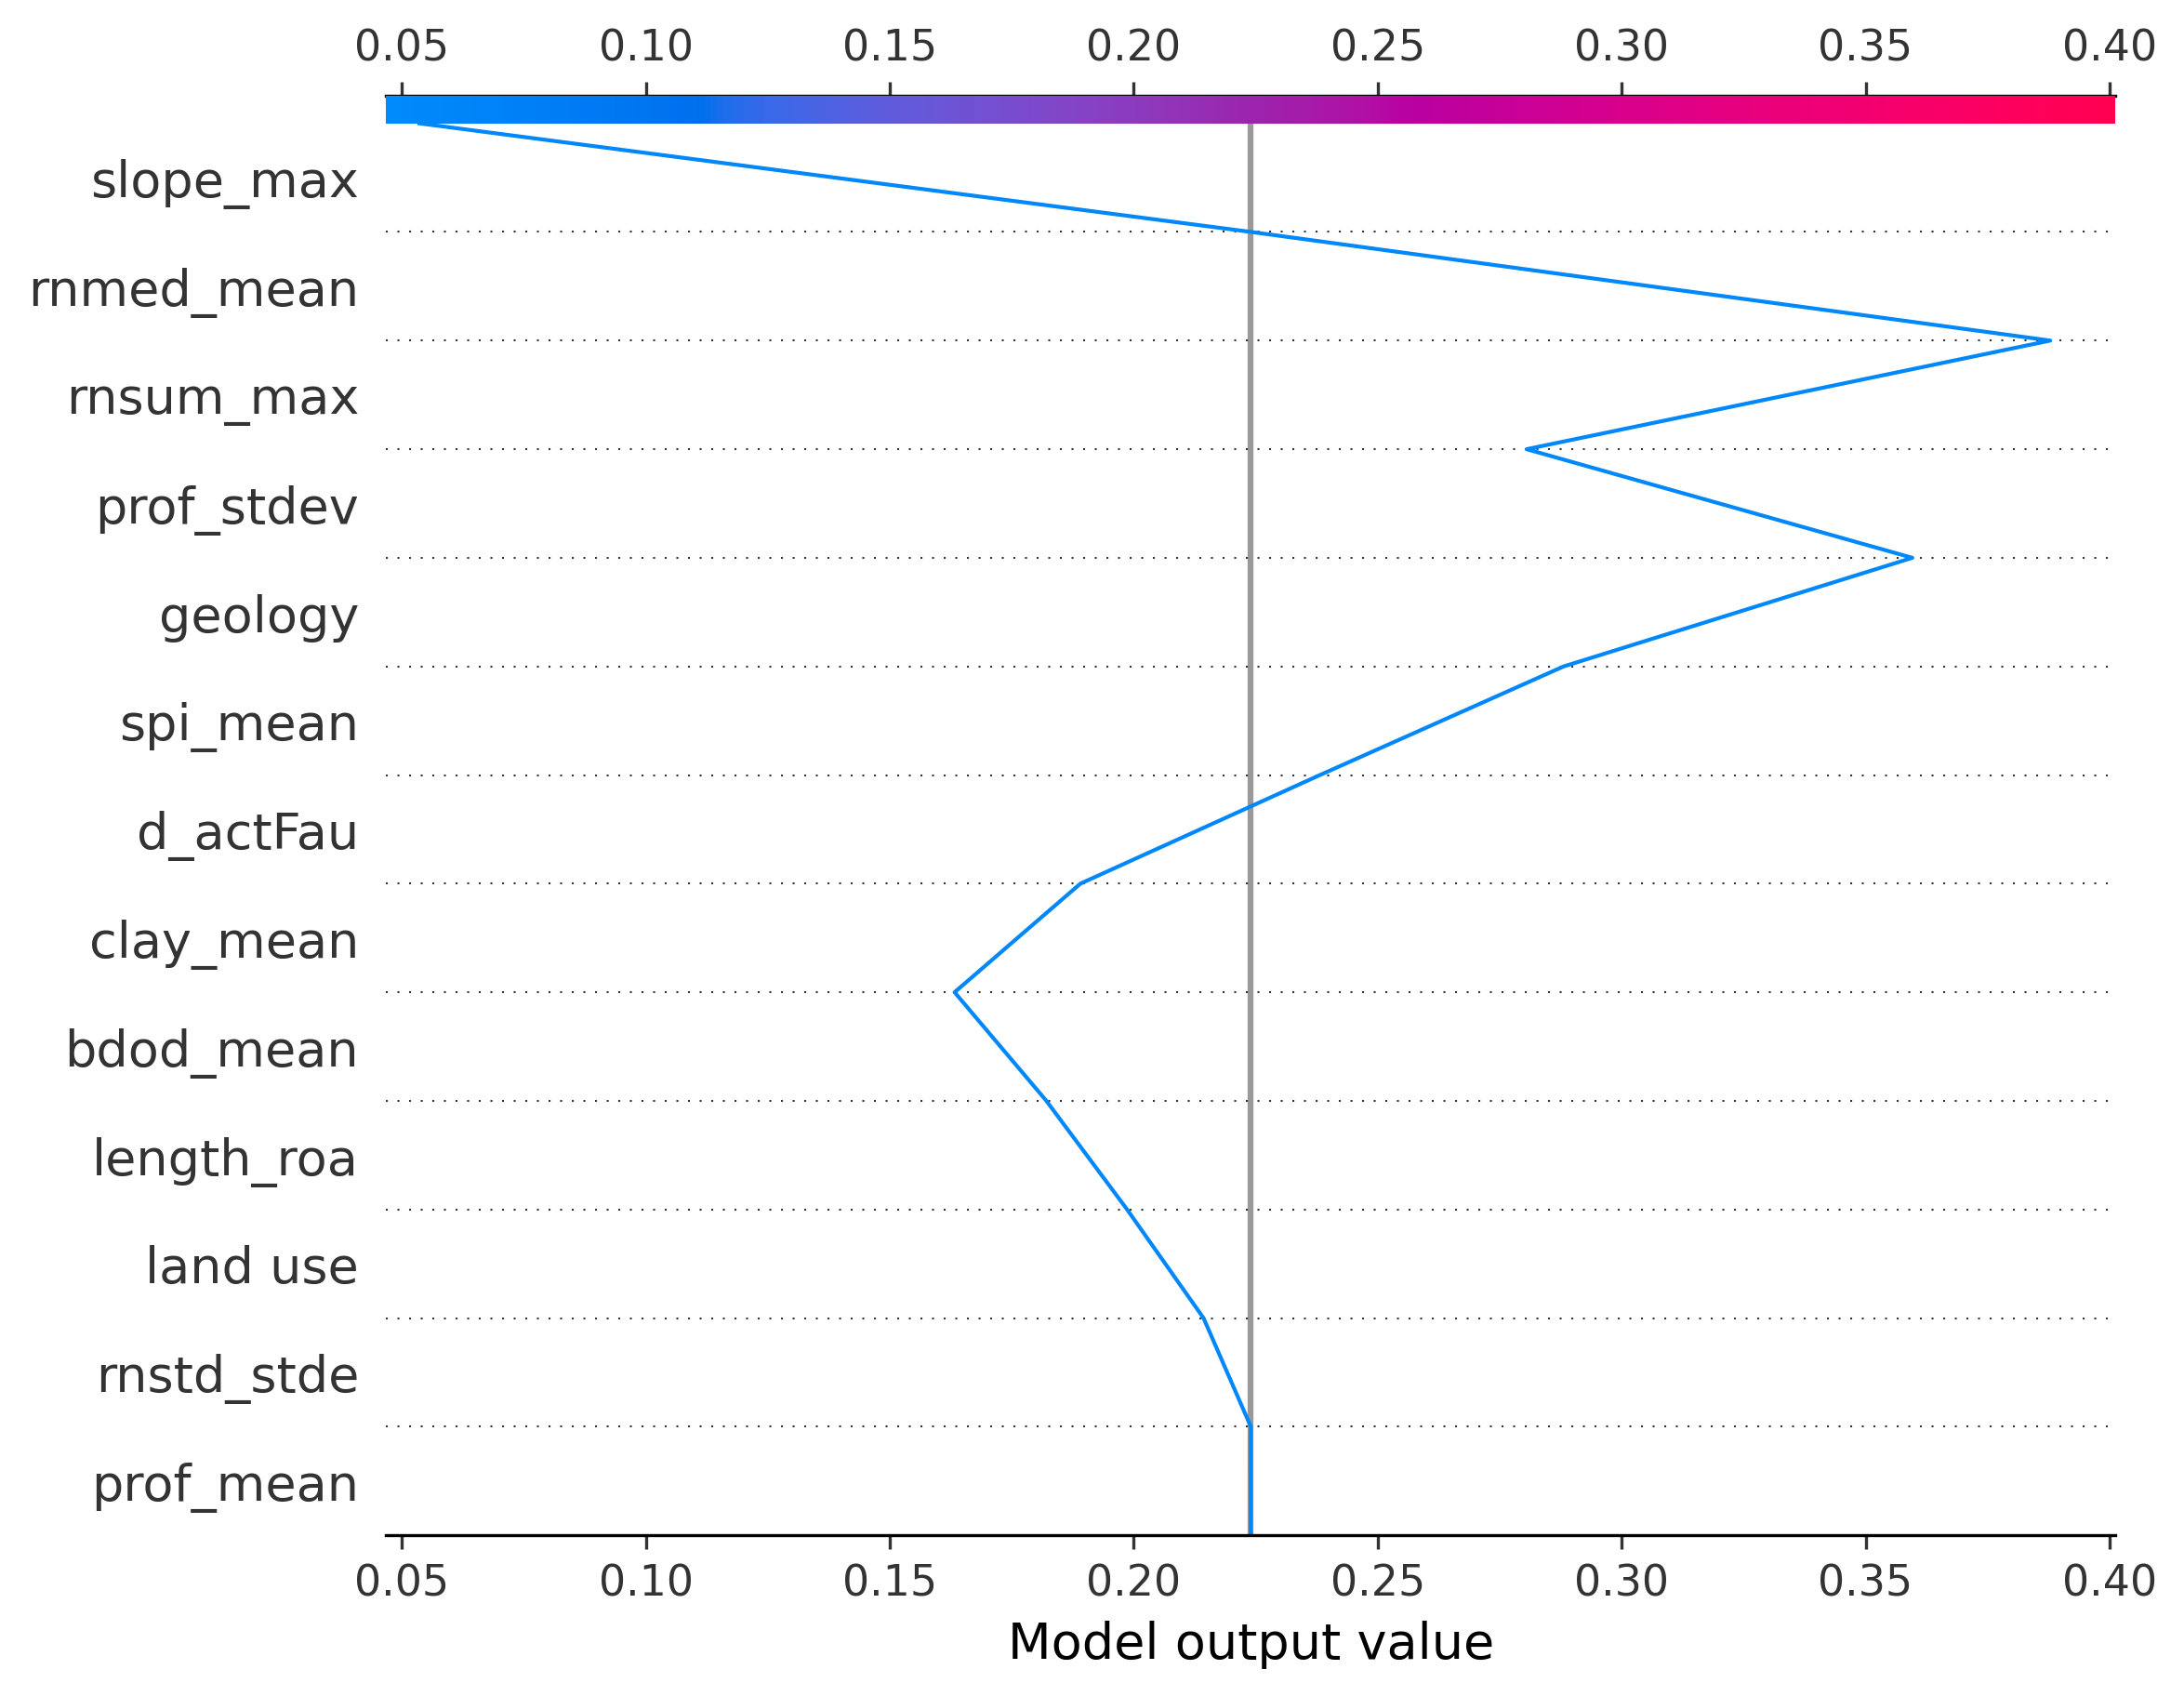 0.05 0.10 0.15 0.20 0.25 0.30 0.35 0.40
slope_max
rnmed_mean
rnsum_max
prof_stdev
geology
spi_mean
d_actFau
clay_mean
bdod_mean
length_roa
land use
rnstd_stde
prof_mean
0.05 0.10 0.15 0.20 0.25 0.30 0.35 0.40
Model output value